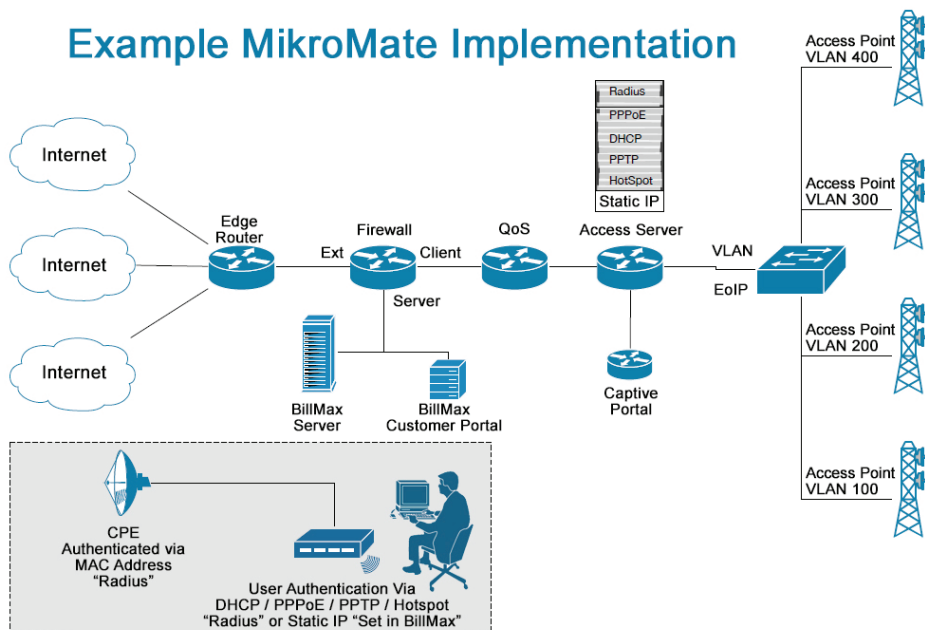 Example MikroMate Implementation
Internet
Internet
Internet
Edge
Router
Ext
Firewall
Client
Server
BillMax
Server
BillMax
Customer Portal
QoS
Radius
PPPoE
DHCP
PPTP
HotSpot
Static IP
Access Server
Captive
Portal
VLAN
EoIP
Access Point
VLAN 400
Access Point
VLAN 300
Access Point
VLAN 200
Access Point
VLAN 100
CPE
Authenticated via
MAC Address
“Radius”
User Authentication Via
DHCP / PPPoE / PPTP / Hotspot
“Radius” or Static IP “Set in BillMax”